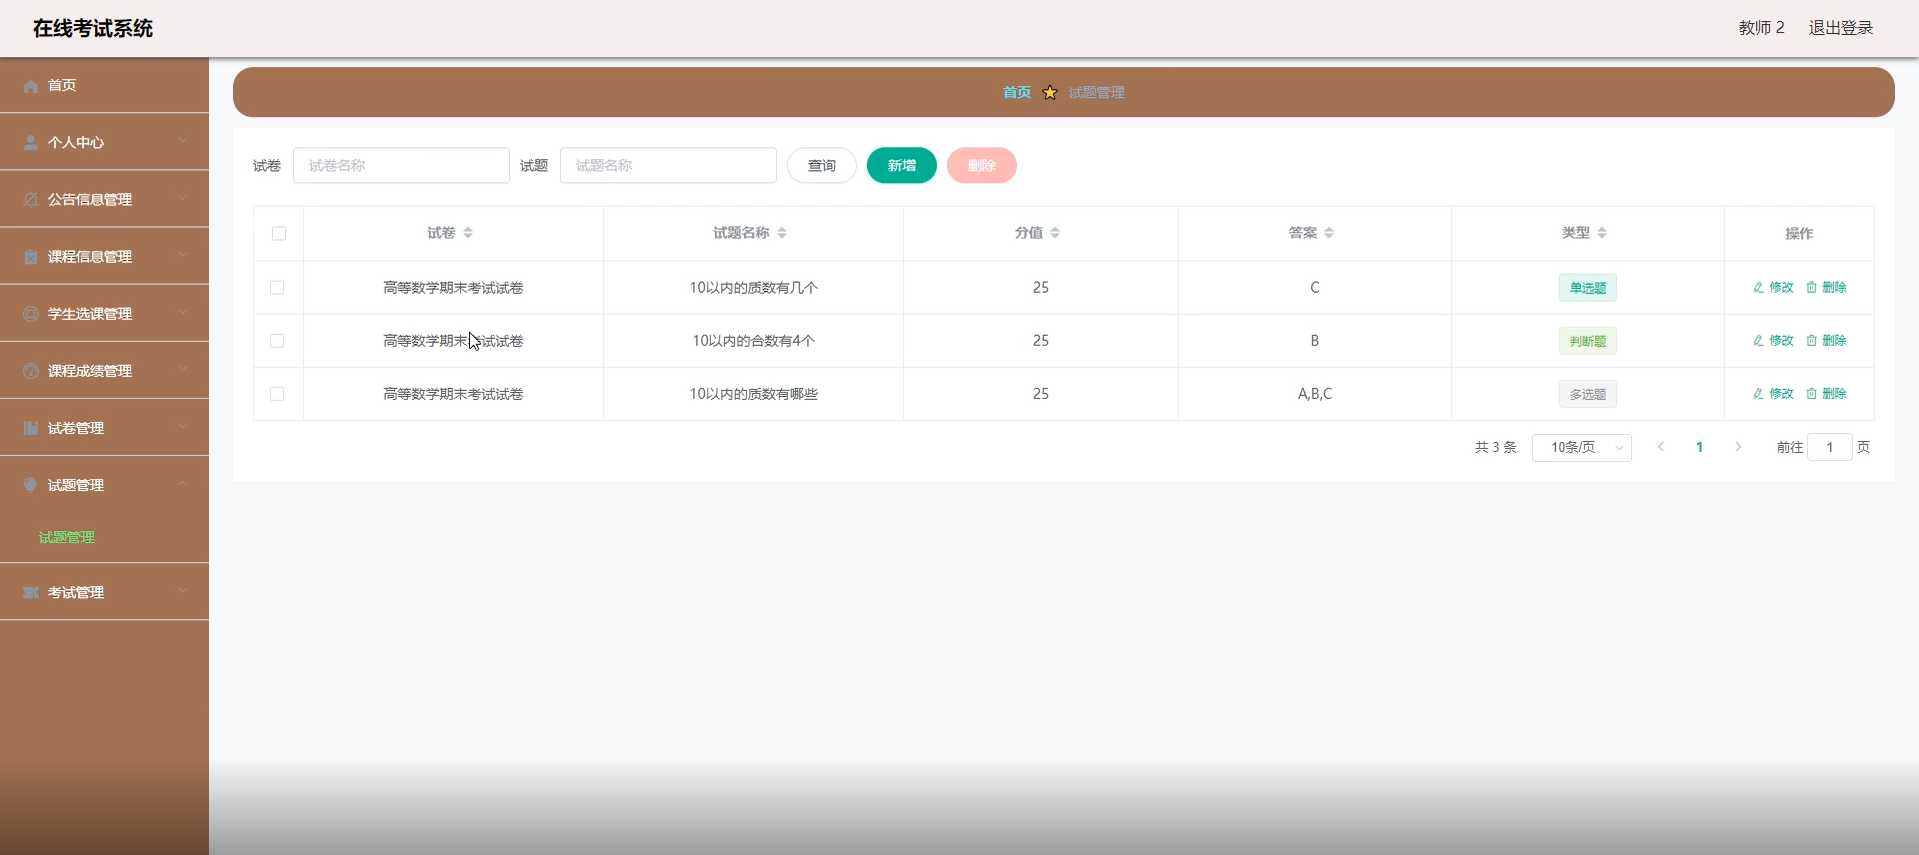 在线考试系统
教师 2 退出登录
首页
个人中心
公告信息管理
课程信息管理
学生选课管理
课程成绩管理
试卷管理
试题管理
试题管理
考试管理
首页 试题管理
试卷 试卷名称 试题 试题名称 查询 新增 删除
试卷 试题名称 分值 答案 类型 操作
高等数学期末考试试卷 10以内的质数有几个 25 C 单选题 修改 删除
高等数学期末考试试卷 10以内的合数有4个 25 B 判断题 修改 删除
高等数学期末考试试卷 10以内的质数有哪些 25 A,B,C 多选题 修改 删除
共 3 条 10条/页 1 前往 1 页